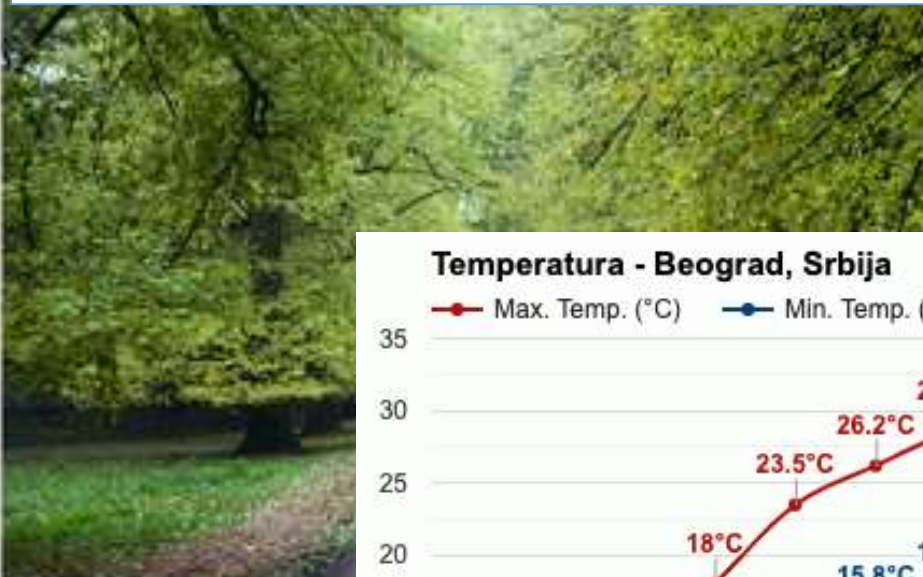 Temperatura - Beograd, Srbija
Max. Temp. (°C) Min. Temp. (
35
30
26.2°C
25
23.5°C
20
18°C
15.8°C